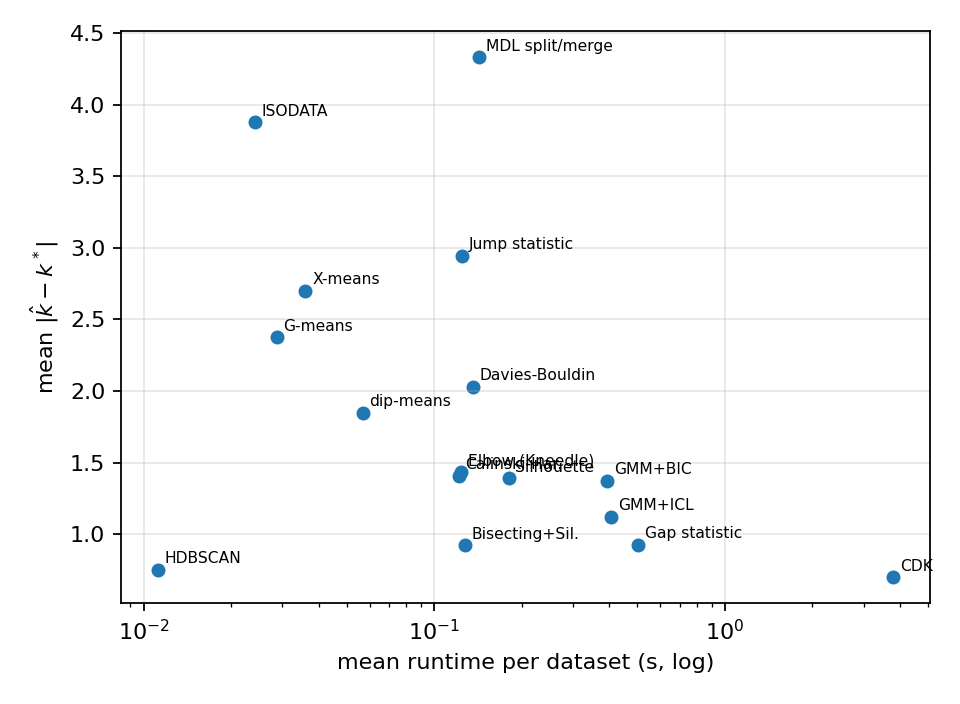 4.5
4.0
3.5
3.0
2.5
2.0
1.5
1.0
mean |k̂ − k*|
MDL split/merge
ISODATA
Jump statistic
X-means
G-means
Davies-Bouldin
dip-means
Elbow (Kneedle)
Silhouette
GMM+BIC
GMM+ICL
Bisecting+Sil.
Gap statistic
HDBSCAN
CDK
10⁻²
10⁻¹
10⁰
mean runtime per dataset (s, log)